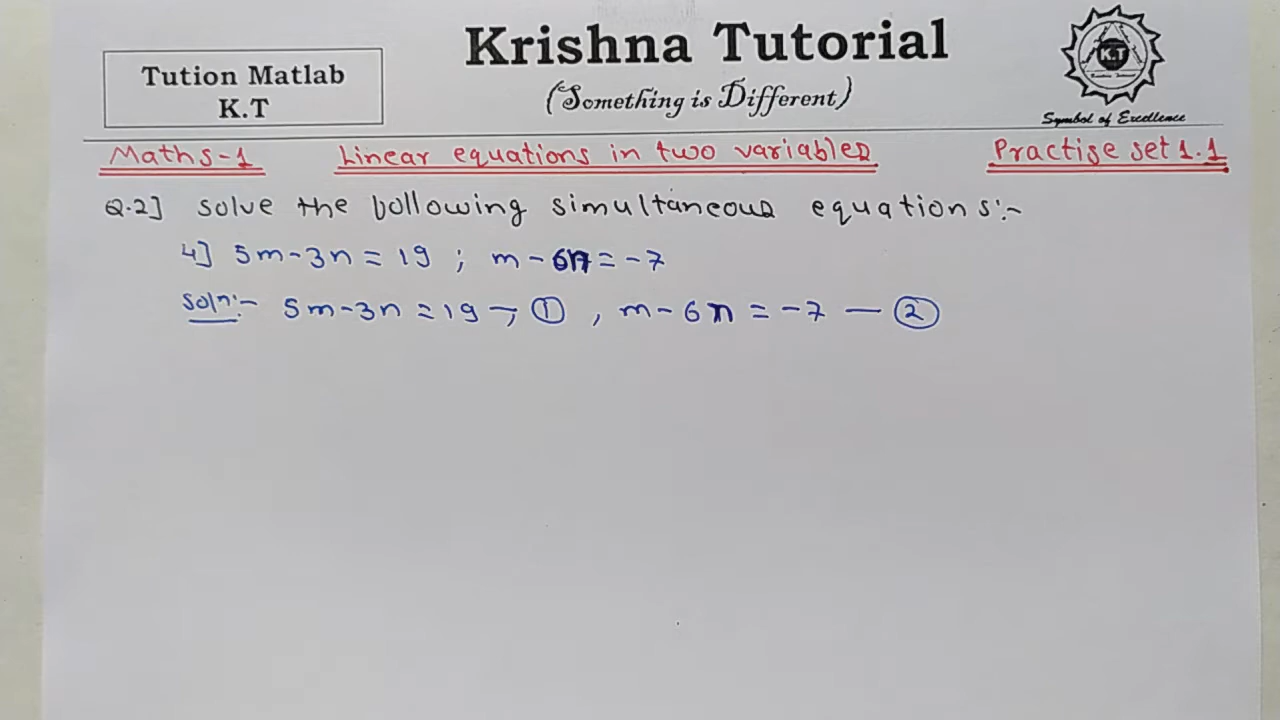 Tution Matlab
K.T
Krishna Tutorial
(Something is Different)
K.T
Symbol of Excellence
Maths-1 Linear equations in two variables Practise set 1.1
Q.2] solve the following simultaneous equations:-
4] 5m-3n = 19 ; m-6n = -7
Soln:- 5m-3n = 19 — ① , m-6n = -7 — ②